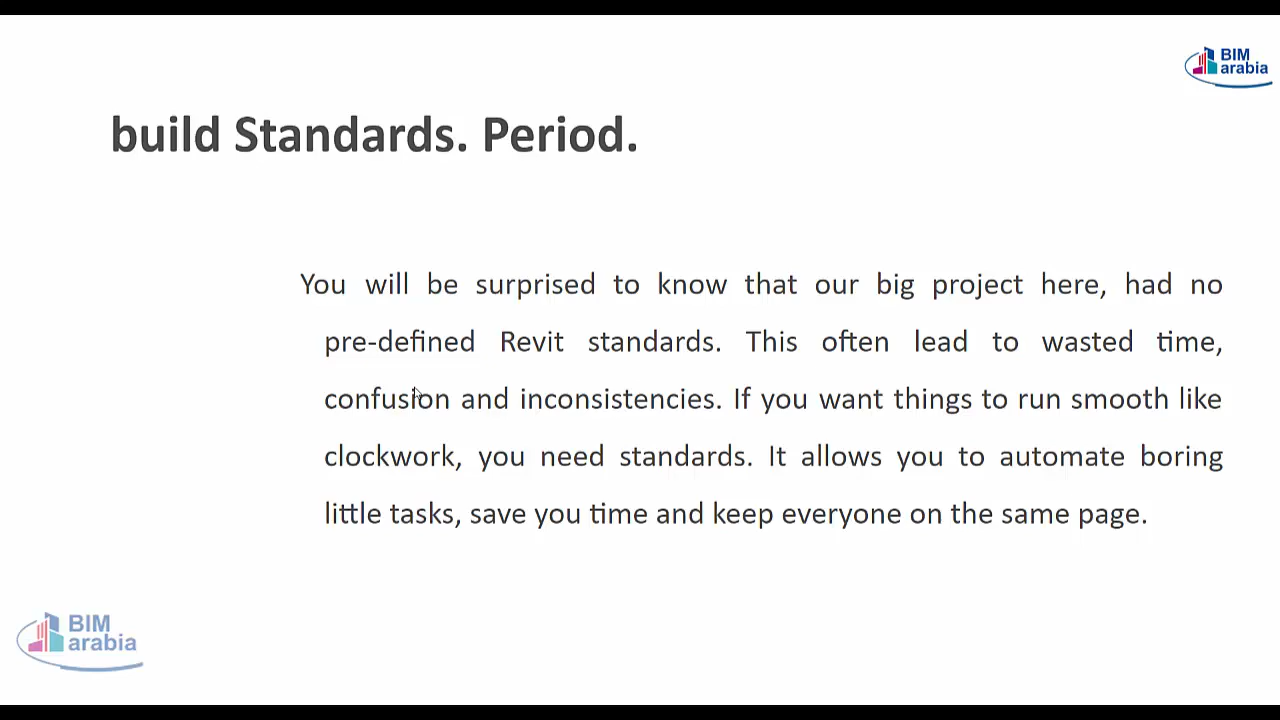 BIM
arabia
build Standards. Period.
You will be surprised to know that our big project here, had no
pre-defined Revit standards. This often lead to wasted time,
confusion and inconsistencies. If you want things to run smooth like
clockwork, you need standards. It allows you to automate boring
little tasks, save you time and keep everyone on the same page.
BIM
arabia